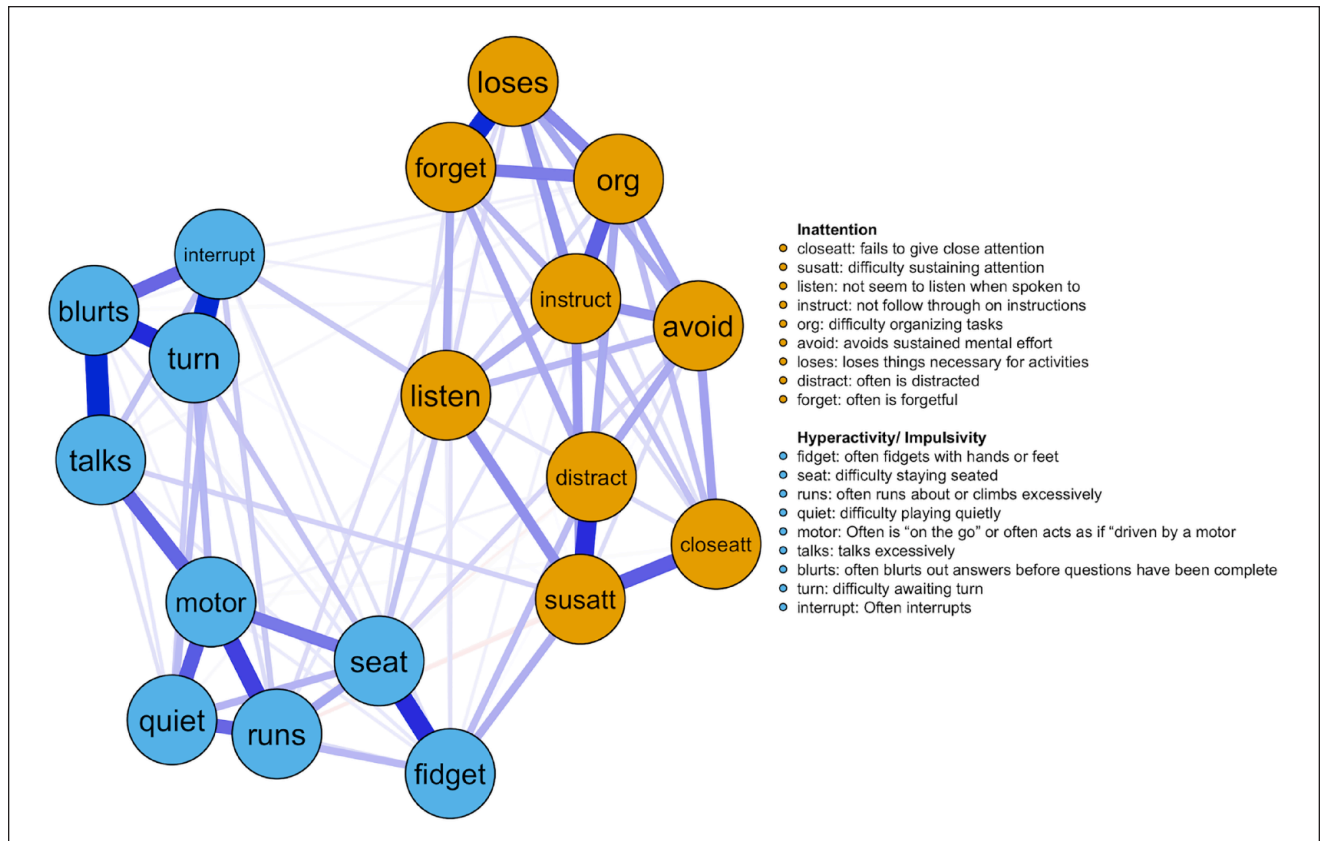 loses
forget
org
interrupt
instruct
blurts
avoid
turn
listen
talks
distract
closeatt
motor
susatt
seat
quiet
runs
fidget
Inattention
closeatt: fails to give close attention
susatt: difficulty sustaining attention
listen: not seem to listen when spoken to
instruct: not follow through on instructions
org: difficulty organizing tasks
avoid: avoids sustained mental effort
loses: loses things necessary for activities
distract: often is distracted
forget: often is forgetful
Hyperactivity/ Impulsivity
fidget: often fidgets with hands or feet
seat: difficulty staying seated
runs: often runs about or climbs excessively
quiet: difficulty playing quietly
motor: Often is “on the go” or often acts as if “driven by a motor
talks: talks excessively
blurts: often blurts out answers before questions have been complete
turn: difficulty awaiting turn
interrupt: Often interrupts